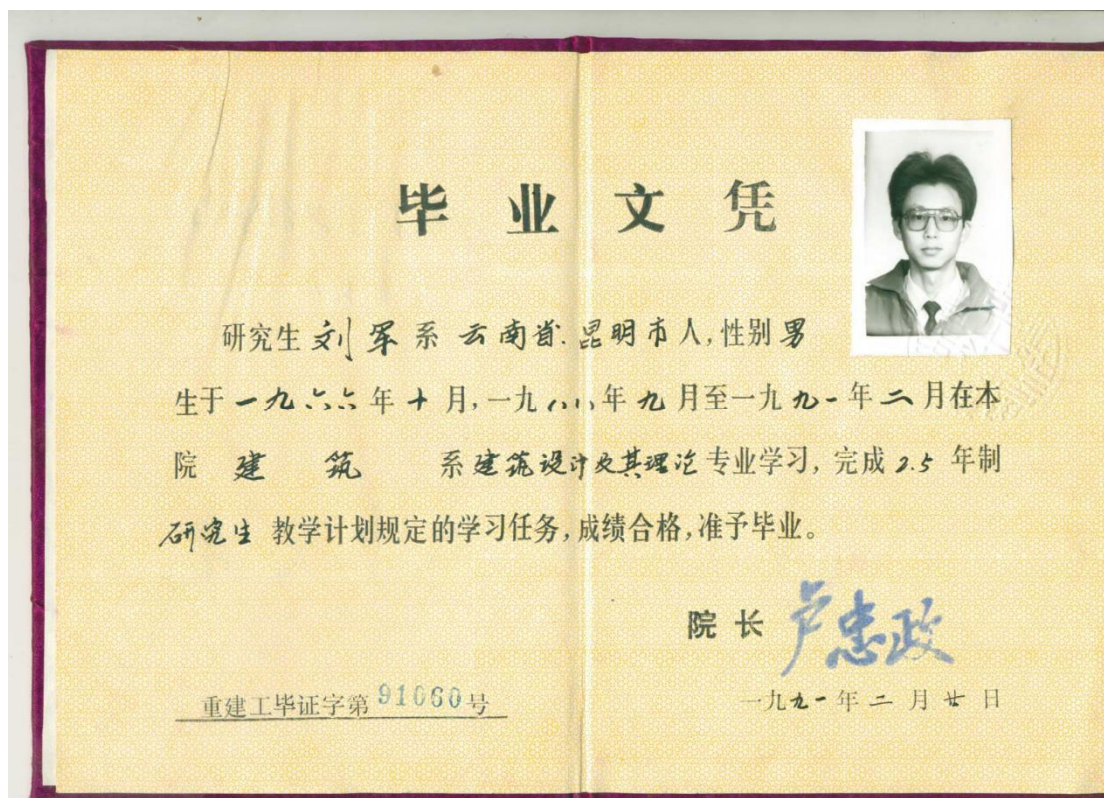 毕业文凭
研究生刘军系云南省.昆明市人,性别男
生于一九六六年十月,一九八八年九月至一九九一年二月在本
院建筑系建筑设计及其理论专业学习,完成2.5年制
研究生教学计划规定的学习任务,成绩合格,准予毕业。
院长 卢忠政
重建工毕证字第91060号
一九九一年二月廿日